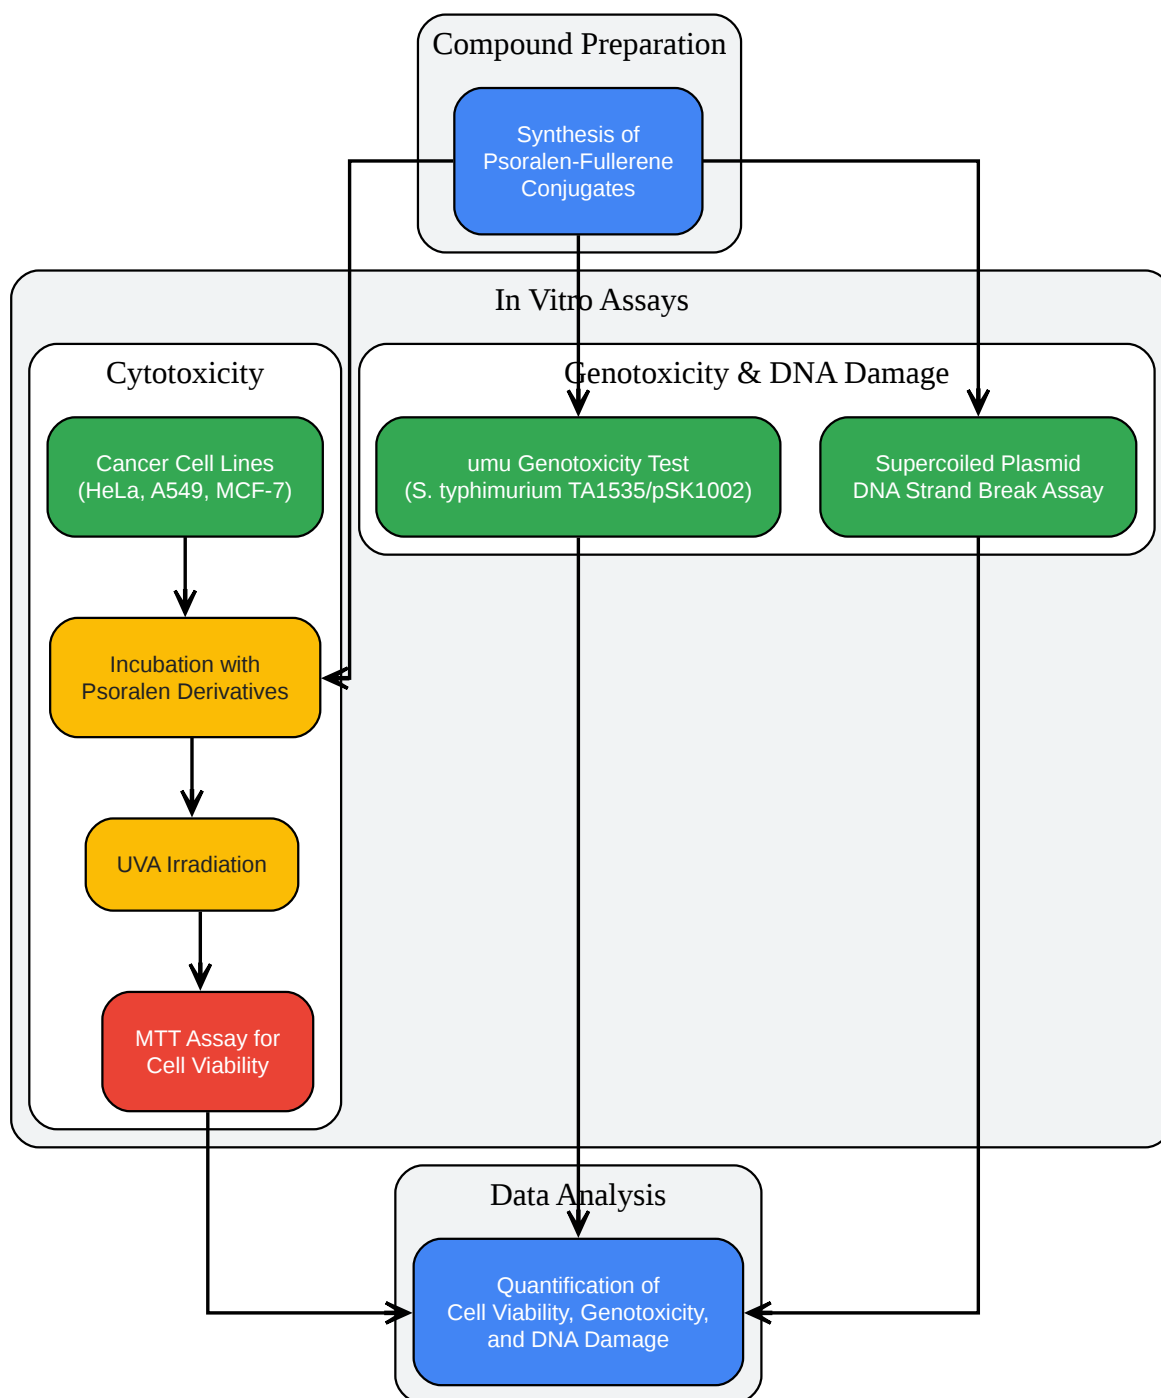 Compound Preparation
Synthesis of
Psoralen-Fullerene
Conjugates
In Vitro Assays
Cytotoxicity
Genotoxicity & DNA Damage
Cancer Cell Lines
(HeLa, A549, MCF-7)
umu Genotoxicity Test
(S. typhimurium TA1535/pSK1002)
Supercoiled Plasmid
DNA Strand Break Assay
Incubation with
Psoralen Derivatives
UVA Irradiation
MTT Assay for
Cell Viability
Data Analysis
Quantification of
Cell Viability, Genotoxicity,
and DNA Damage